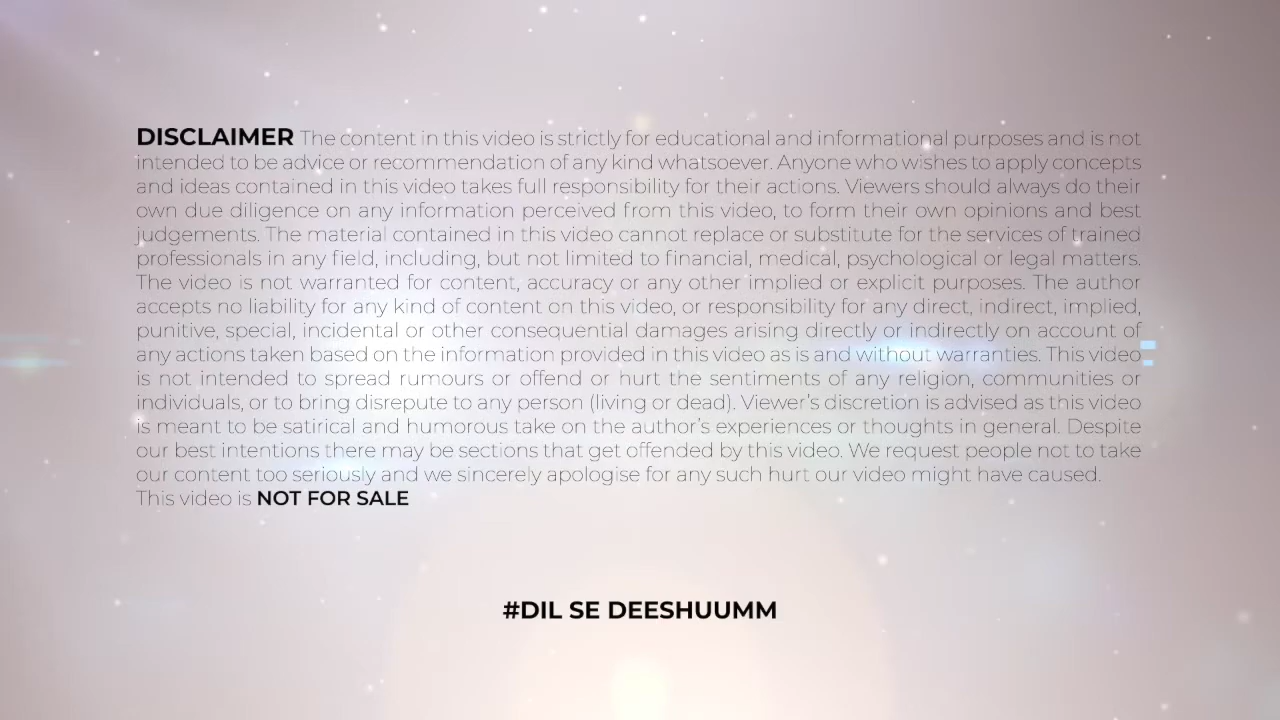 DISCLAIMER The content in this video is strictly for educational and informational purposes and is not
intended to be advice or recommendation of any kind whatsoever. Anyone who wishes to apply concepts
and ideas contained in this video takes full responsibility for their actions. Viewers should always do their
own due diligence on any information perceived from this video, to form their own opinions and best
judgements. The material contained in this video cannot replace or substitute for the services of trained
professionals in any field, including, but not limited to financial, medical, psychological or legal matters.
The video is not warranted for content, accuracy or any other implied or explicit purposes. The author
accepts no liability for any kind of content on this video, or responsibility for any direct, indirect, implied,
punitive, special, incidental or other consequential damages arising directly or indirectly on account of
any actions taken based on the information provided in this video as is and without warranties. This video
is not intended to spread rumours or offend or hurt the sentiments of any religion, communities or
individuals, or to bring disrepute to any person (living or dead). Viewer's discretion is advised as this video
is meant to be satirical and humorous take on the author's experiences or thoughts in general. Despite
our best intentions there may be sections that get offended by this video. We request people not to take
our content too seriously and we sincerely apologise for any such hurt our video might have caused.
This video is NOT FOR SALE
#DIL SE DEESHUUMM